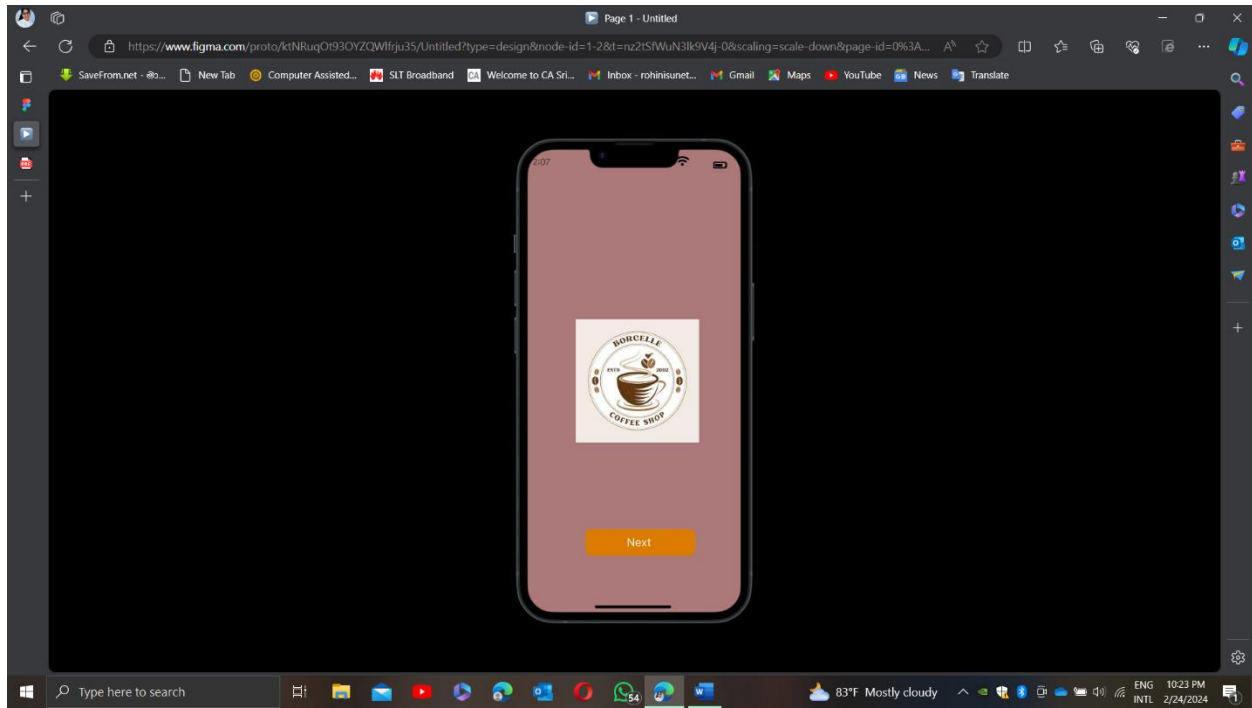 Page 1 - Untitled
https://www.figma.com/proto/ktNRuqOt93OYZQWlfrju35/Untitled?type=design&node-id=1-2&t=nz2tSfWuN3lk9V4j-0&scaling=scale-down&page-id=0%3A...
SaveFrom.net - මා... New Tab Computer Assisted... SLT Broadband CA Welcome to CA Sri... Inbox - rohinisunet... Gmail Maps YouTube News Translate
2:07
BORCELLE
ESTD 2002
COFFEE SHOP
Next
Type here to search
54
83°F Mostly cloudy
ENG
INTL
10:23 PM
2/24/2024
1